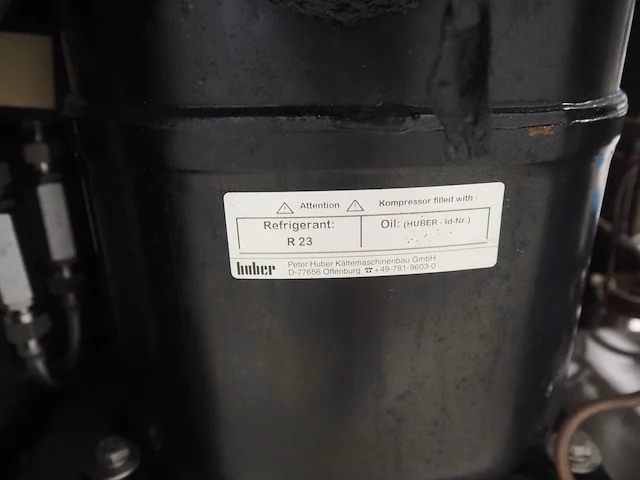 Attention Kompressor filled with :
Refrigerant: Oil: (HUBER - Id-Nr.)
R 23
huber Peter Huber Kältemaschinenbau GmbH
D-77656 Offenburg ☎ +49-781-9603-0